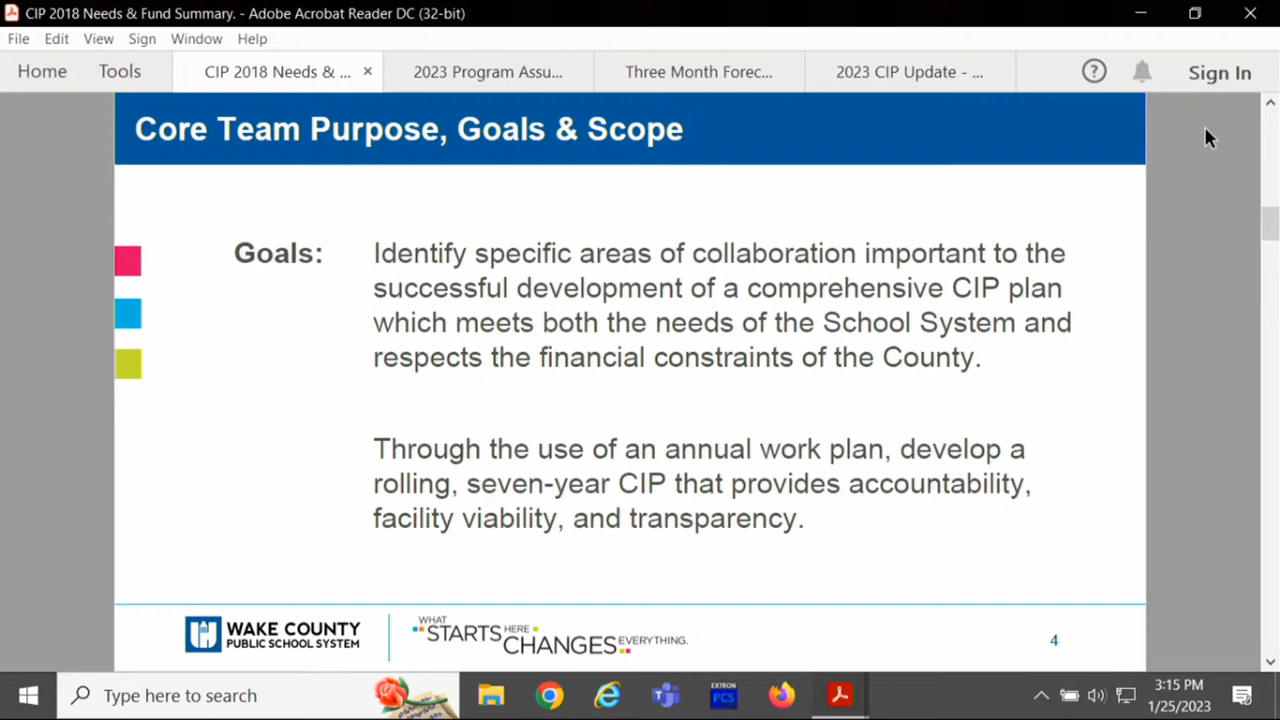 CIP 2018 Needs & Fund Summary. - Adobe Acrobat Reader DC (32-bit)
File Edit View Sign Window Help
Home Tools CIP 2018 Needs & ... × 2023 Program Assu... Three Month Forec... 2023 CIP Update - ... ? Sign In
Core Team Purpose, Goals & Scope
Goals: Identify specific areas of collaboration important to the
successful development of a comprehensive CIP plan
which meets both the needs of the School System and
respects the financial constraints of the County.
Through the use of an annual work plan, develop a
rolling, seven-year CIP that provides accountability,
facility viability, and transparency.
WAKE COUNTY
PUBLIC SCHOOL SYSTEM
WHAT
STARTS HERE
CHANGES EVERYTHING.
4
Type here to search
EXTRON
PCS
3:15 PM
1/25/2023